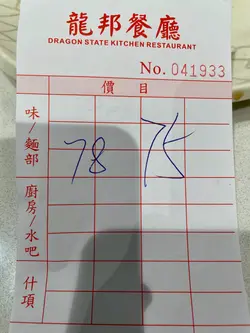 龍邦餐廳
DRAGON STATE KITCHEN RESTAURANT
No. 041933
價目
味/麵部
78 75
廚房/水吧
什項